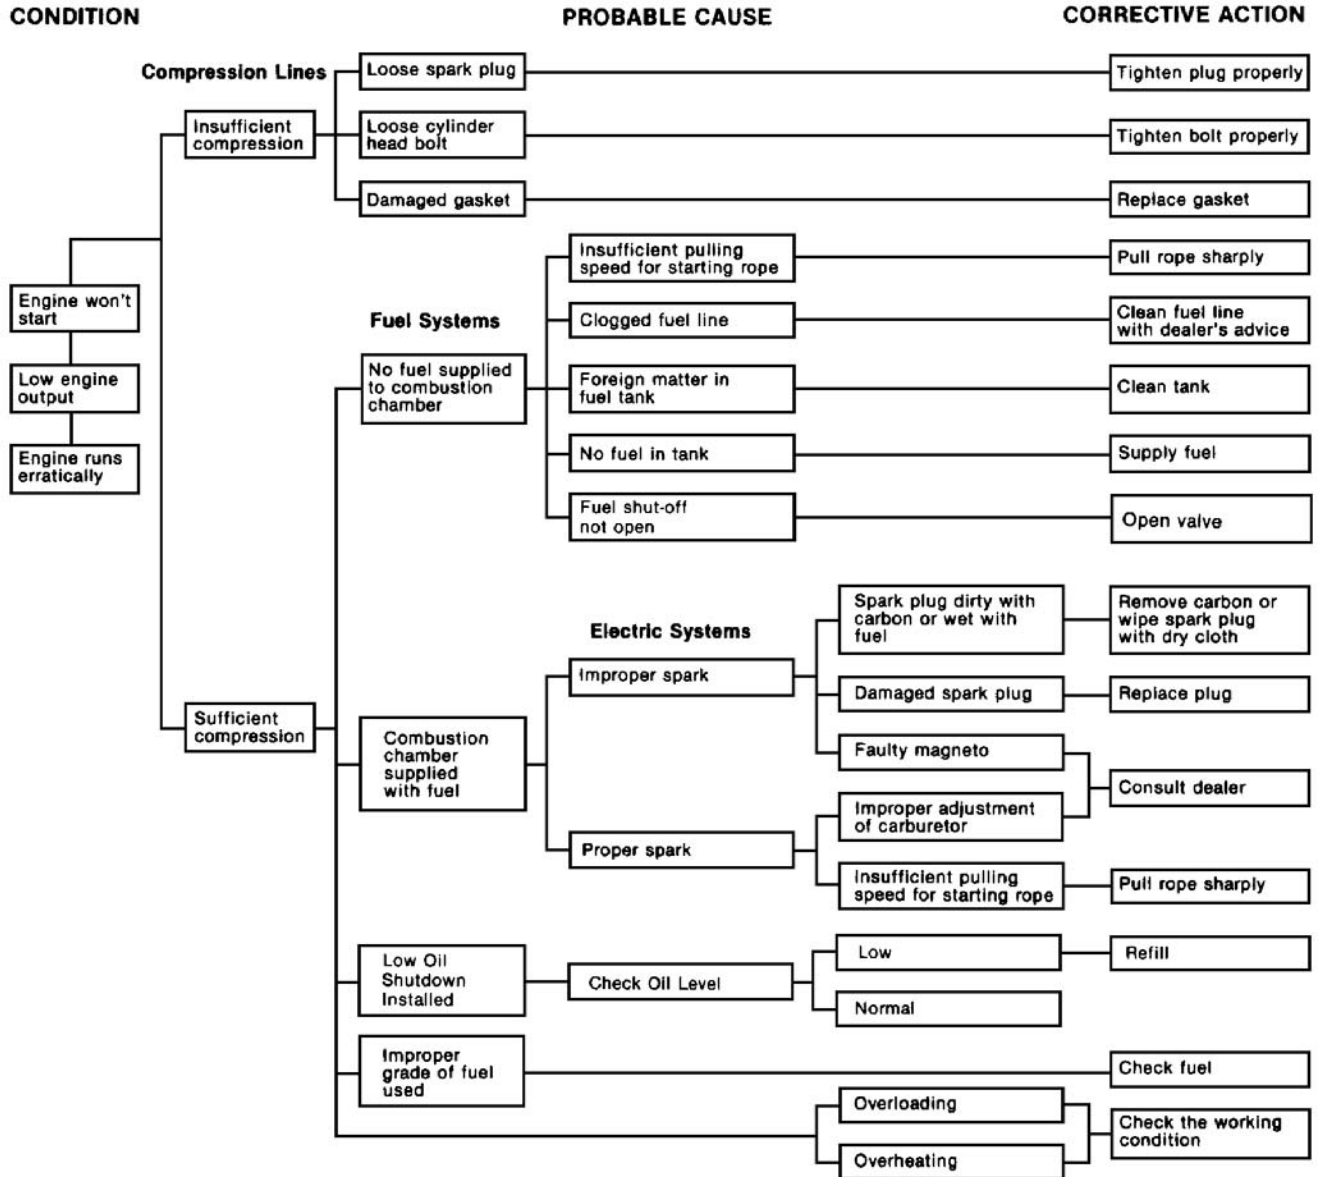 CONDITION
PROBABLE CAUSE
CORRECTIVE ACTION
Compression Lines
Loose spark plug
Tighten plug properly
Insufficient
compression
Loose cylinder
head bolt
Tighten bolt properly
Damaged gasket
Replace gasket
Engine won't
start
Low engine
output
Engine runs
erratically
Insufficient pulling
speed for starting rope
Pull rope sharply
Fuel Systems
Clogged fuel line
Clean fuel line
with dealer's advice
No fuel supplied
to combustion
chamber
Foreign matter in
fuel tank
Clean tank
No fuel in tank
Supply fuel
Fuel shut-off
not open
Open valve
Electric Systems
Spark plug dirty with
carbon or wet with
fuel
Remove carbon or
wipe spark plug
with dry cloth
Improper spark
Damaged spark plug
Replace plug
Sufficient
compression
Combustion
chamber
supplied
with fuel
Faulty magneto
Consult dealer
Improper adjustment
of carburetor
Proper spark
Insufficient pulling
speed for starting rope
Pull rope sharply
Low Oil
Shutdown
Installed
Check Oil Level
Low
Refill
Normal
Improper
grade of fuel
used
Check fuel
Overloading
Check the working
condition
Overheating